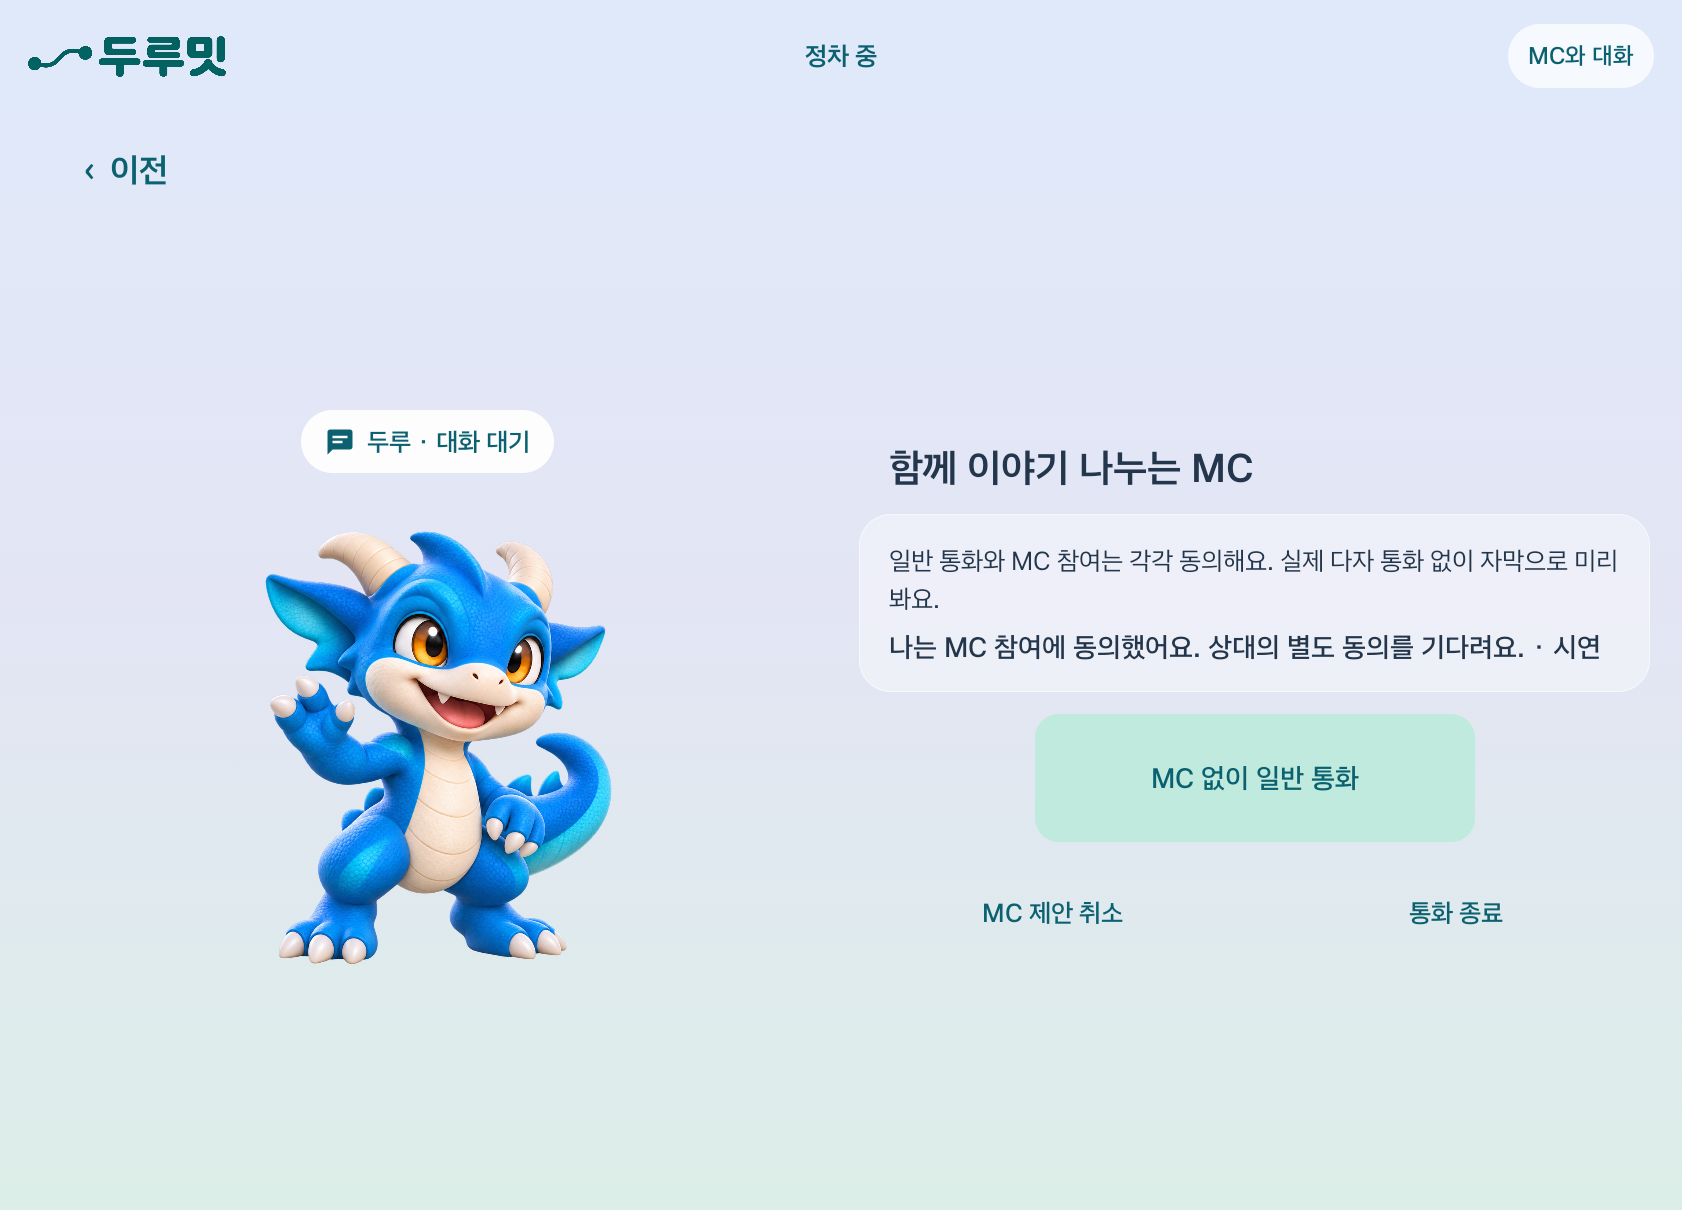 두루밋
정차 중
MC와 대화
‹ 이전
두루 · 대화 대기
함께 이야기 나누는 MC
일반 통화와 MC 참여는 각각 동의해요. 실제 다자 통화 없이 자막으로 미리
봐요.
나는 MC 참여에 동의했어요. 상대의 별도 동의를 기다려요. · 시연
MC 없이 일반 통화
MC 제안 취소
통화 종료